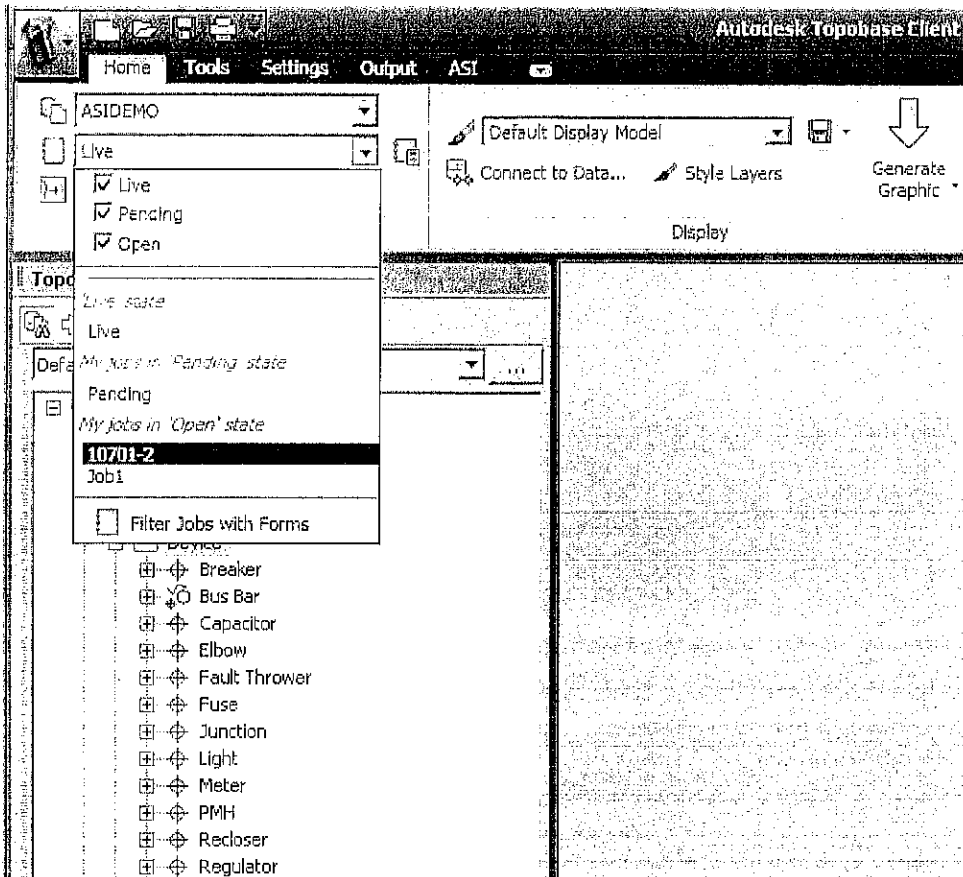 Autodesk Topobase Client
Home Tools Settings Output ASI
ASIDEMO
Live
Default Display Model
Connect to Data... Style Layers
Generate Graphic
Display
Live
Pending
Open
Topo
'Live' state
Live
Defa
My jobs in 'Pending' state
Pending
My jobs in 'Open' state
10701-2
Job1
Filter Jobs with Forms
Device
Breaker
Bus Bar
Capacitor
Elbow
Fault Thrower
Fuse
Junction
Light
Meter
PMH
Recloser
Regulator